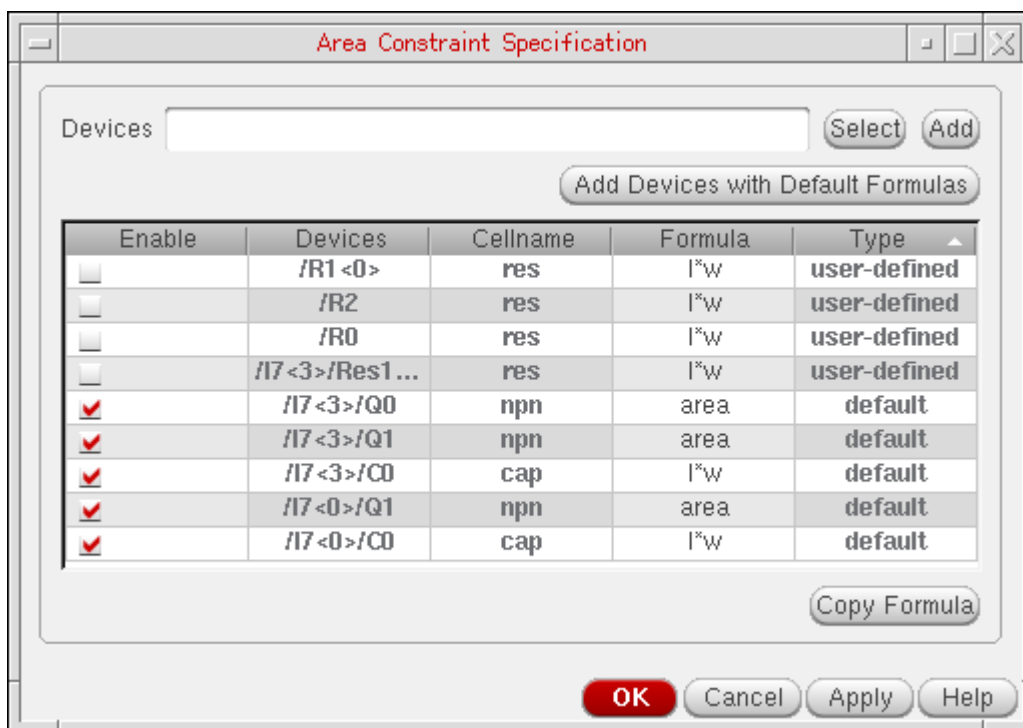 Area Constraint Specification
Devices Select Add
Add Devices with Default Formulas
Enable Devices Cellname Formula Type
/R1<0> res l*w user-defined
/R2 res l*w user-defined
/R0 res l*w user-defined
/I7<3>/Res1... res l*w user-defined
/I7<3>/Q0 npn area default
/I7<3>/Q1 npn area default
/I7<3>/C0 cap l*w default
/I7<0>/Q1 npn area default
/I7<0>/C0 cap l*w default
Copy Formula
OK Cancel Apply Help